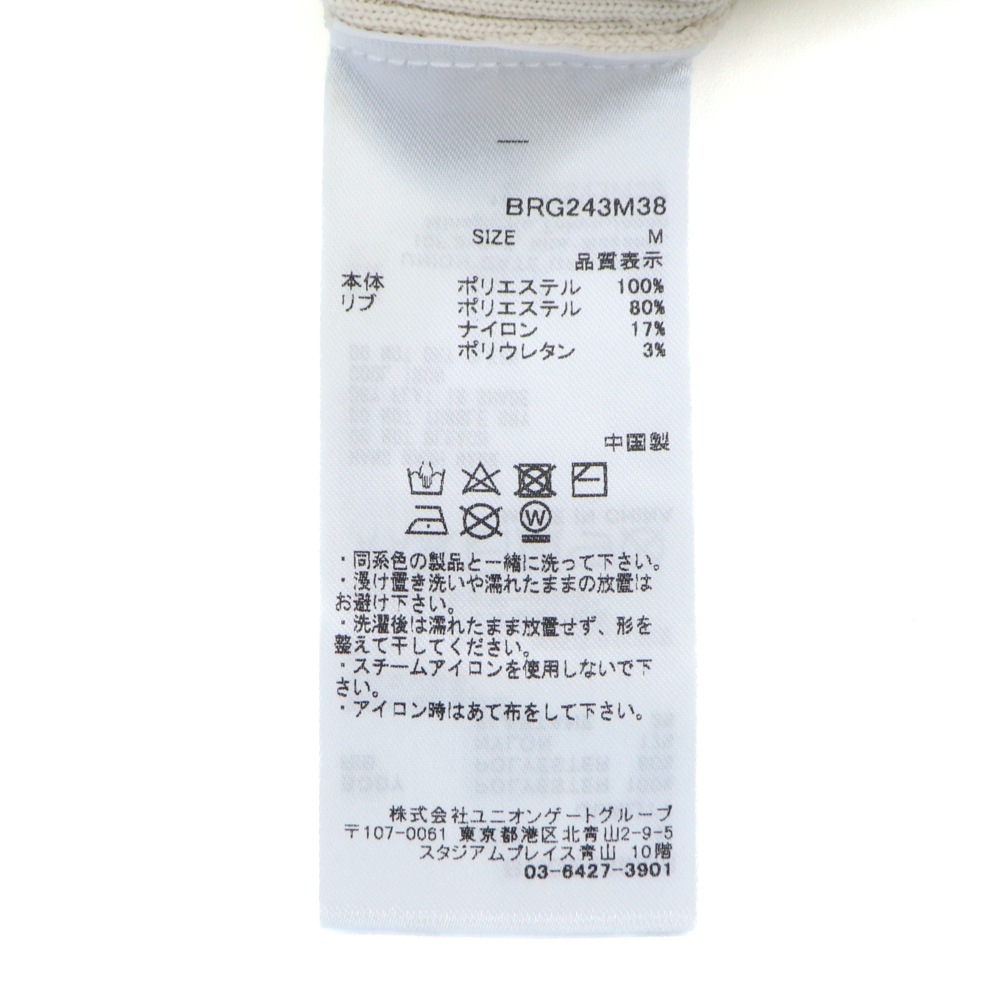 BRG243M38
SIZE M
品質表示
本体 ポリエステル 100%
リブ ポリエステル 80%
ナイロン 17%
ポリウレタン 3%
中国製
W
・同系色の製品と一緒に洗って下さい。
・浸け置き洗いや濡れたままの放置は
お避け下さい。
・洗濯後は濡れたまま放置せず、形を
整えて干してください。
・スチームアイロンを使用しないで下
さい。
・アイロン時はあて布をして下さい。
株式会社ユニオンゲートグループ
〒107-0061 東京都港区北青山2-9-5
スタジアムプレイス青山 10階
03-6427-3901